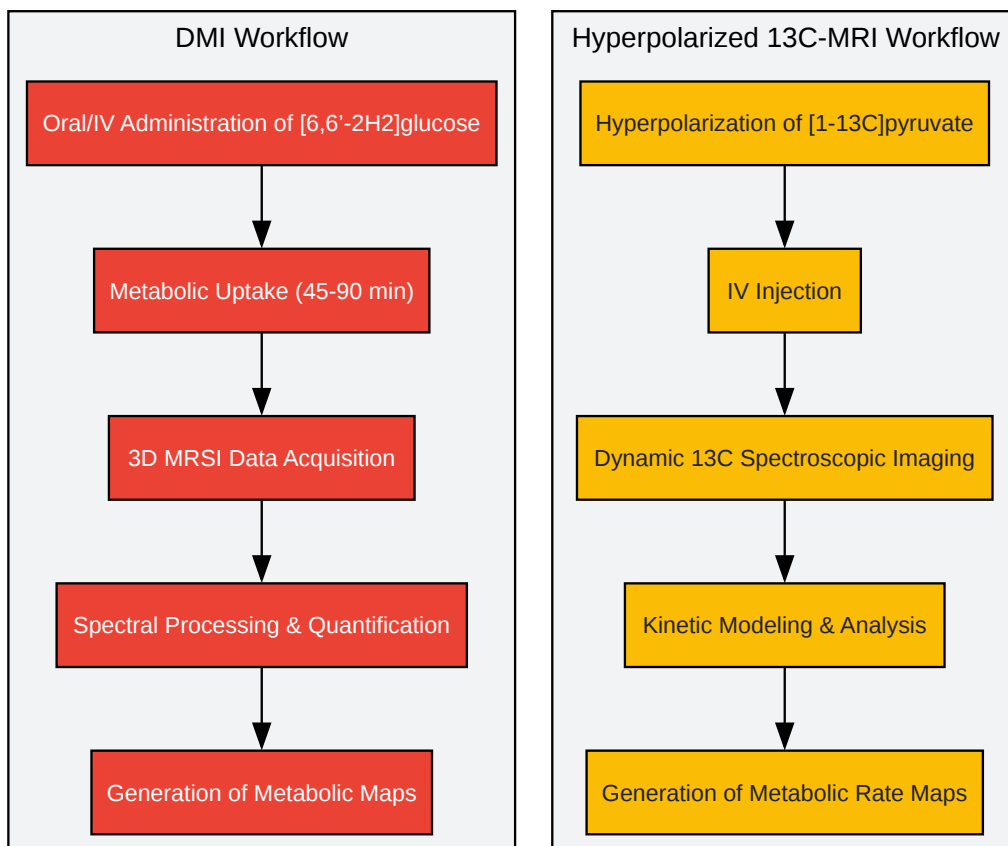 DMI Workflow
Oral/IV Administration of [6,6’-2H2]glucose
Metabolic Uptake (45-90 min)
3D MRSI Data Acquisition
Spectral Processing & Quantification
Generation of Metabolic Maps
Hyperpolarized 13C-MRI Workflow
Hyperpolarization of [1-13C]pyruvate
IV Injection
Dynamic 13C Spectroscopic Imaging
Kinetic Modeling & Analysis
Generation of Metabolic Rate Maps